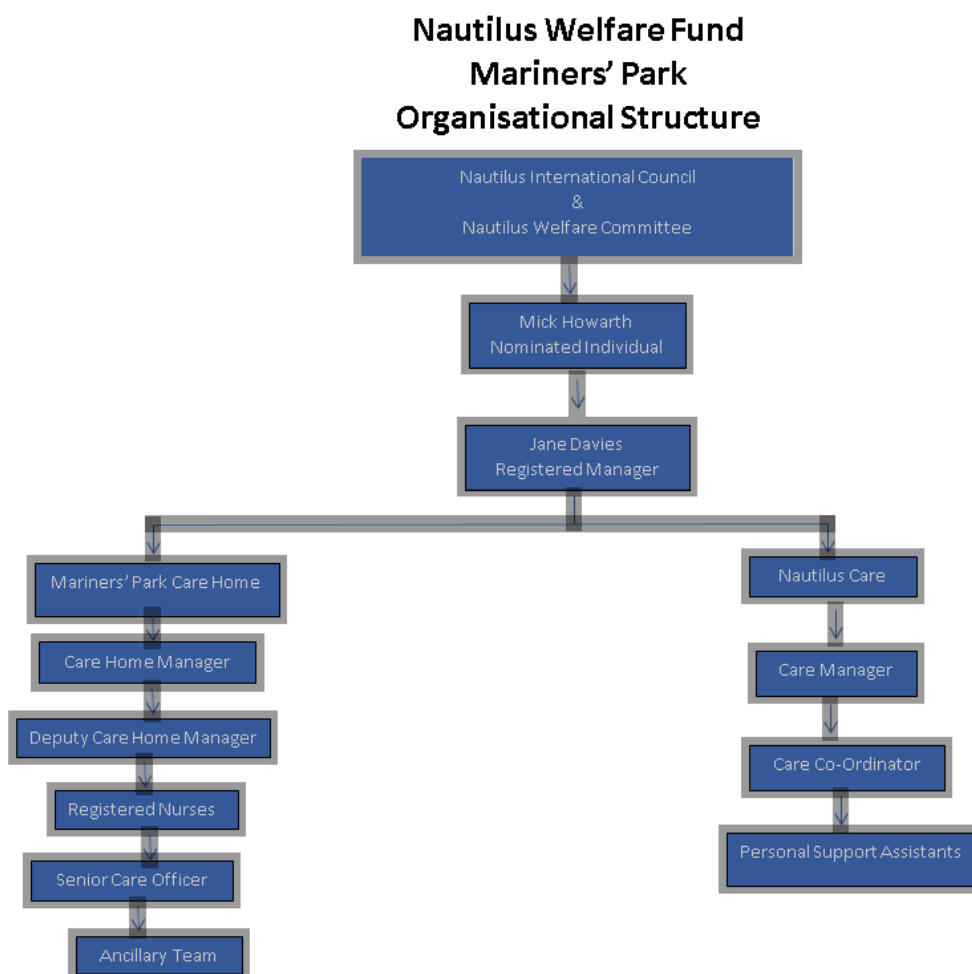 Nautilus Welfare Fund
Mariners’ Park
Organisational Structure
Nautilus International Council
&
Nautilus Welfare Committee
Mick Howarth
Nominated Individual
Jane Davies
Registered Manager
Mariners’ Park Care Home
Care Home Manager
Deputy Care Home Manager
Registered Nurses
Senior Care Officer
Ancillary Team
Nautilus Care
Care Manager
Care Co-Ordinator
Personal Support Assistants